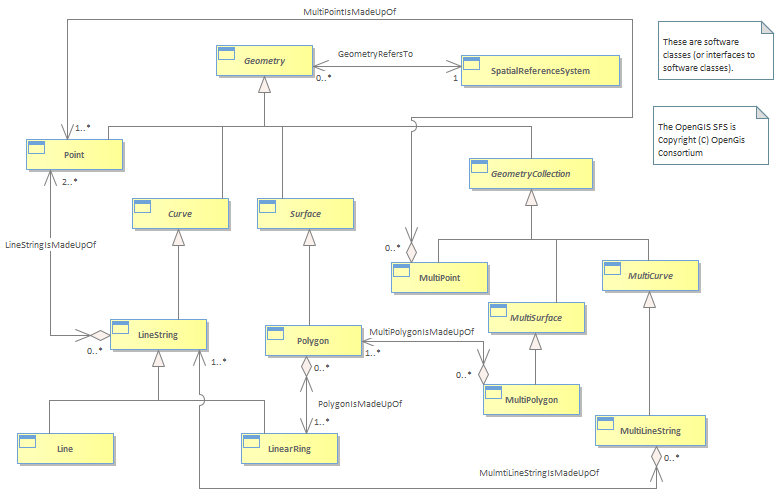 MultiPointIsMadeUpOf
These are software
classes (or interfaces to
software classes).
Geometry
GeometryRefersTo
0..*
1
SpatialReferenceSystem
The OpenGIS SFS is
Copyright (C) OpenGis
Consortium
1..*
Point
2..*
GeometryCollection
Curve
Surface
LineStringIsMadeUpOf
0..*
MultiPoint
MultiCurve
MultiSurface
LineString
0..*
1..*
Polygon
0..*
MultiPolygonIsMadeUpOf
1..*
0..*
MultiPolygon
PolygonIsMadeUpOf
1..*
Line
LinearRing
MultiLineString
0..*
MulmtiLineStringIsMadeUpOf